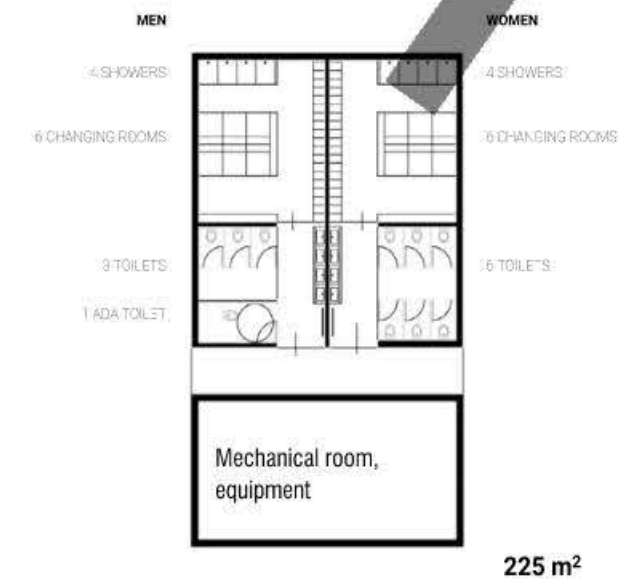 MEN
WOMEN
4 SHOWERS
4 SHOWERS
6 CHANGING ROOMS
6 CHANGING ROOMS
3 TOILETS
6 TOILETS
1 ADA TOILET
Mechanical room,
equipment
225 m²